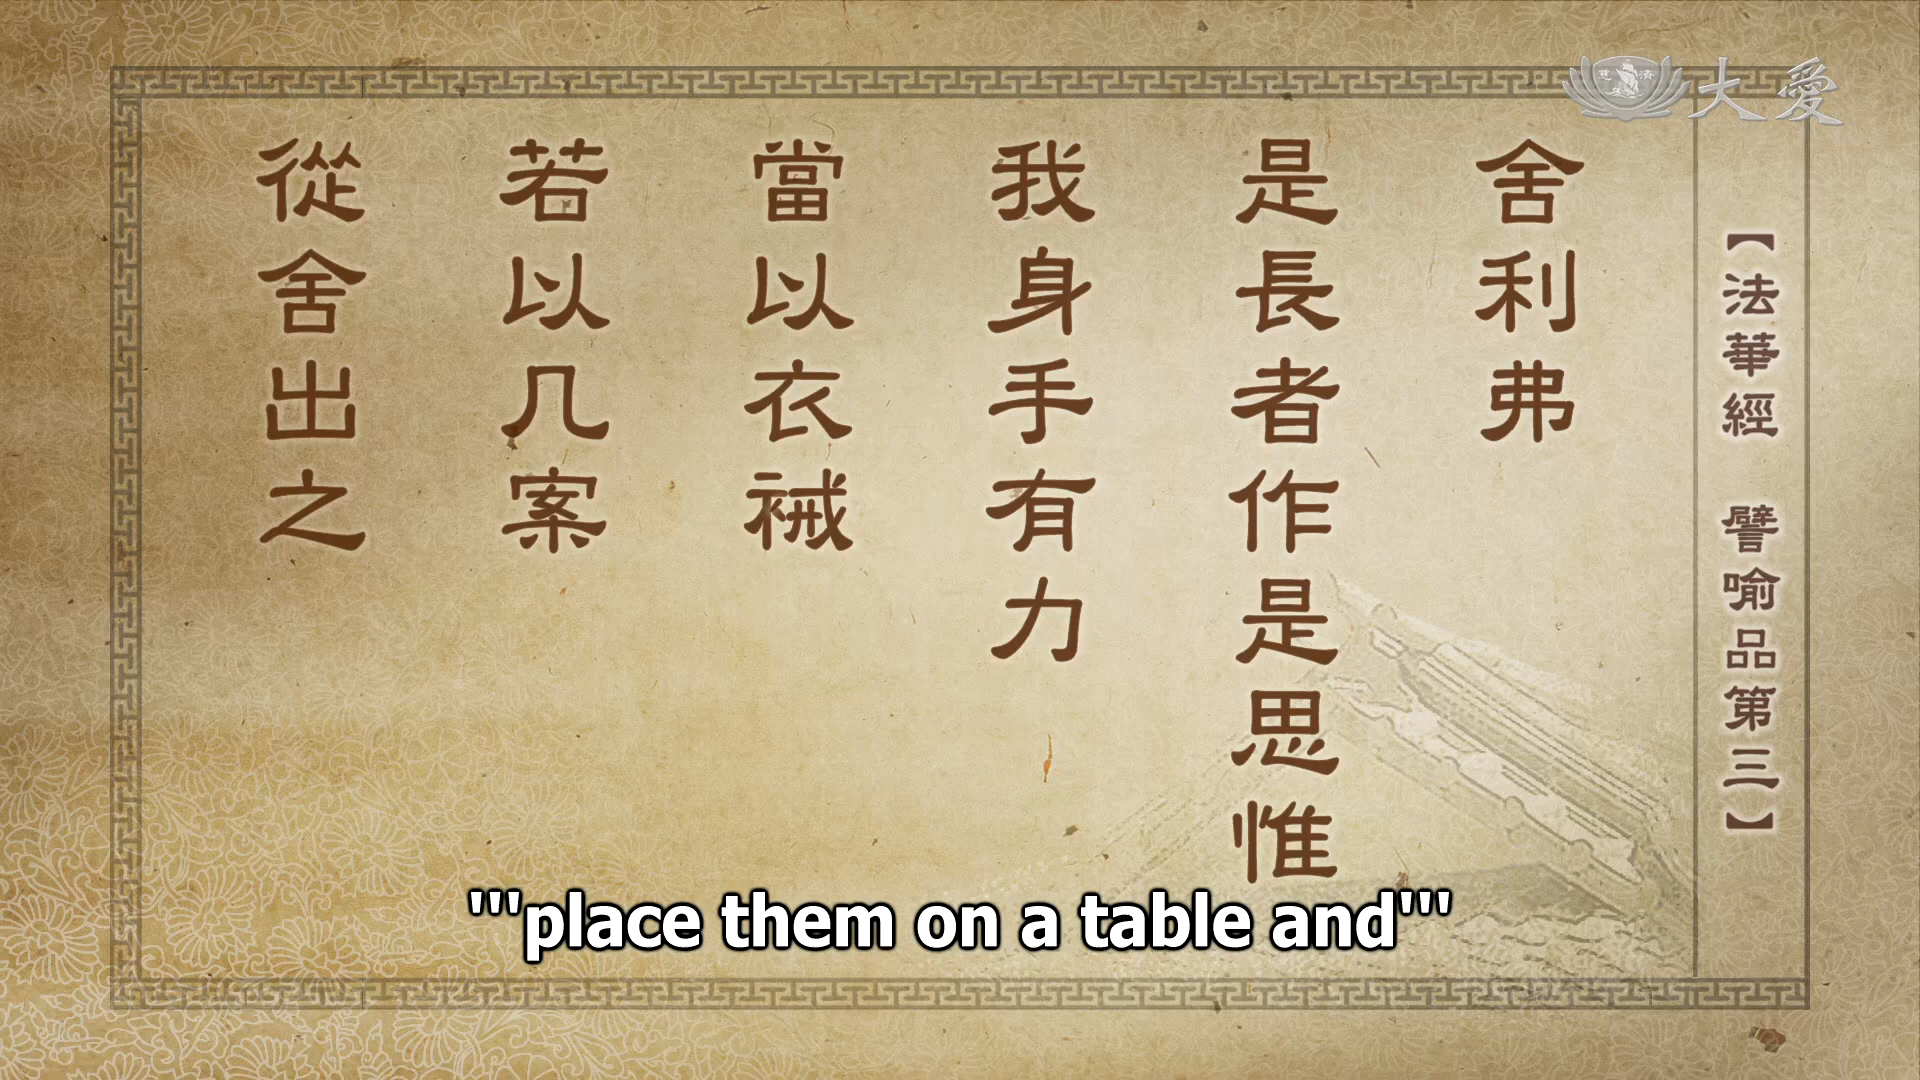 大愛
慈濟
【法華經 譬喻品第三】
舍利弗
是長者作是思惟
我身手有力
當以衣裓
若以几案
從舍出之
'''place them on a table and'''